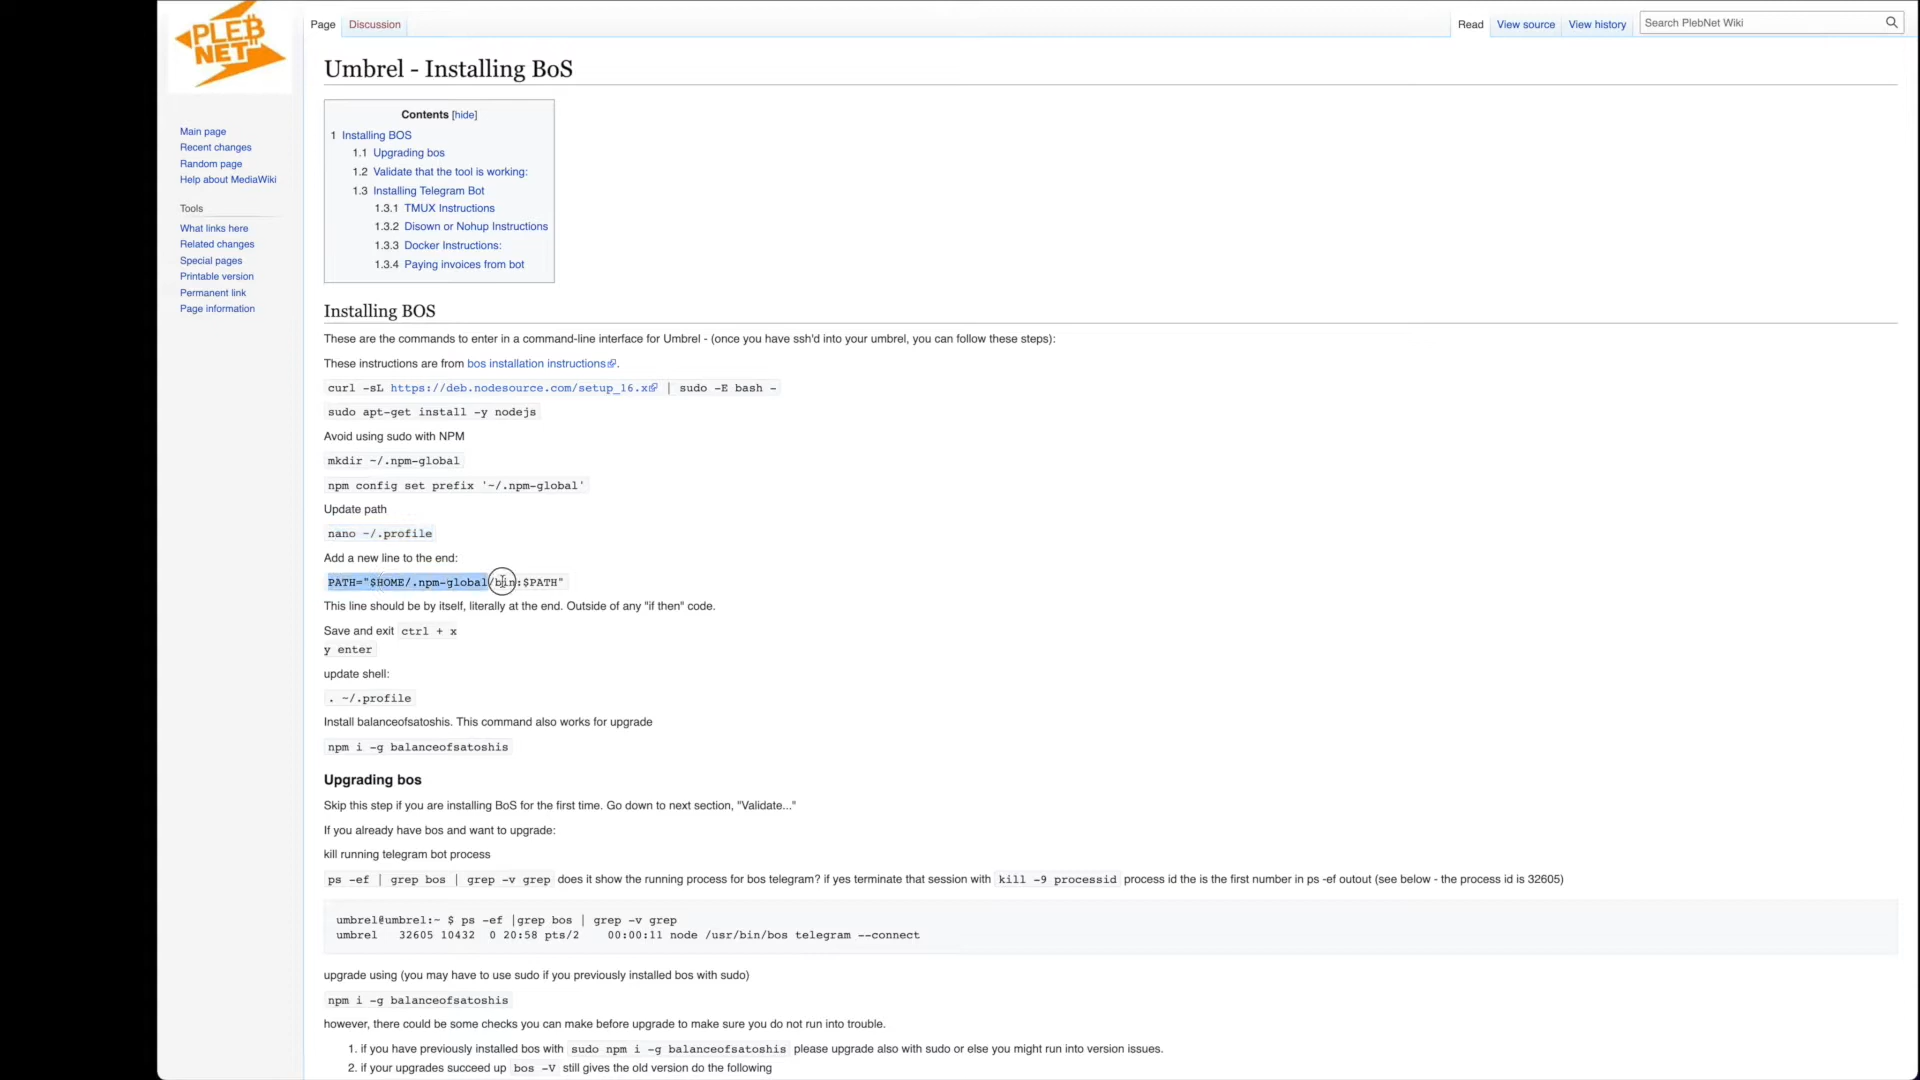 PLEB
NET
Page
Discussion
Read
View source
View history
Search PlebNet Wiki
Main page
Recent changes
Random page
Help about MediaWiki
Tools
What links here
Related changes
Special pages
Printable version
Permanent link
Page information
Umbrel - Installing BoS
Contents [hide]
1 Installing BOS
1.1 Upgrading bos
1.2 Validate that the tool is working:
1.3 Installing Telegram Bot
1.3.1 TMUX Instructions
1.3.2 Disown or Nohup Instructions
1.3.3 Docker Instructions:
1.3.4 Paying invoices from bot
Installing BOS
These are the commands to enter in a command-line interface for Umbrel - (once you have ssh'd into your umbrel, you can follow these steps):
These instructions are from bos installation instructions.
curl -sL https://deb.nodesource.com/setup_16.x | sudo -E bash -
sudo apt-get install -y nodejs
Avoid using sudo with NPM
mkdir ~/.npm-global
npm config set prefix '~/.npm-global'
Update path
nano ~/.profile
Add a new line to the end:
PATH="$HOME/.npm-global/bin:$PATH"
This line should be by itself, literally at the end. Outside of any "if then" code.
Save and exit ctrl + x
y enter
update shell:
. ~/.profile
Install balanceofsatoshis. This command also works for upgrade
npm i -g balanceofsatoshis
Upgrading bos
Skip this step if you are installing BoS for the first time. Go down to next section, "Validate..."
If you already have bos and want to upgrade:
kill running telegram bot process
ps -ef | grep bos | grep -v grep does it show the running process for bos telegram? if yes terminate that session with kill -9 processid process id the is the first number in ps -ef outout (see below - the process id is 32605)
umbrel@umbrel:~ $ ps -ef |grep bos | grep -v grep
umbrel 32605 10432 0 20:58 pts/2 00:00:11 node /usr/bin/bos telegram --connect
upgrade using (you may have to use sudo if you previously installed bos with sudo)
npm i -g balanceofsatoshis
however, there could be some checks you can make before upgrade to make sure you do not run into trouble.
1. if you have previously installed bos with sudo npm i -g balanceofsatoshis please upgrade also with sudo or else you might run into version issues.
2. if your upgrades succeed up bos -V still gives the old version do the following